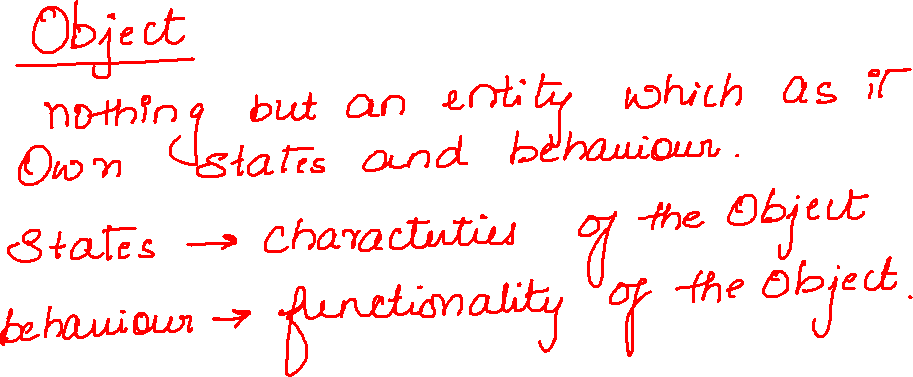 Object
nothing but an entity which as it
Own states and behaviour.
States → charactuties of the Object
behaviour → functionality of the Object.